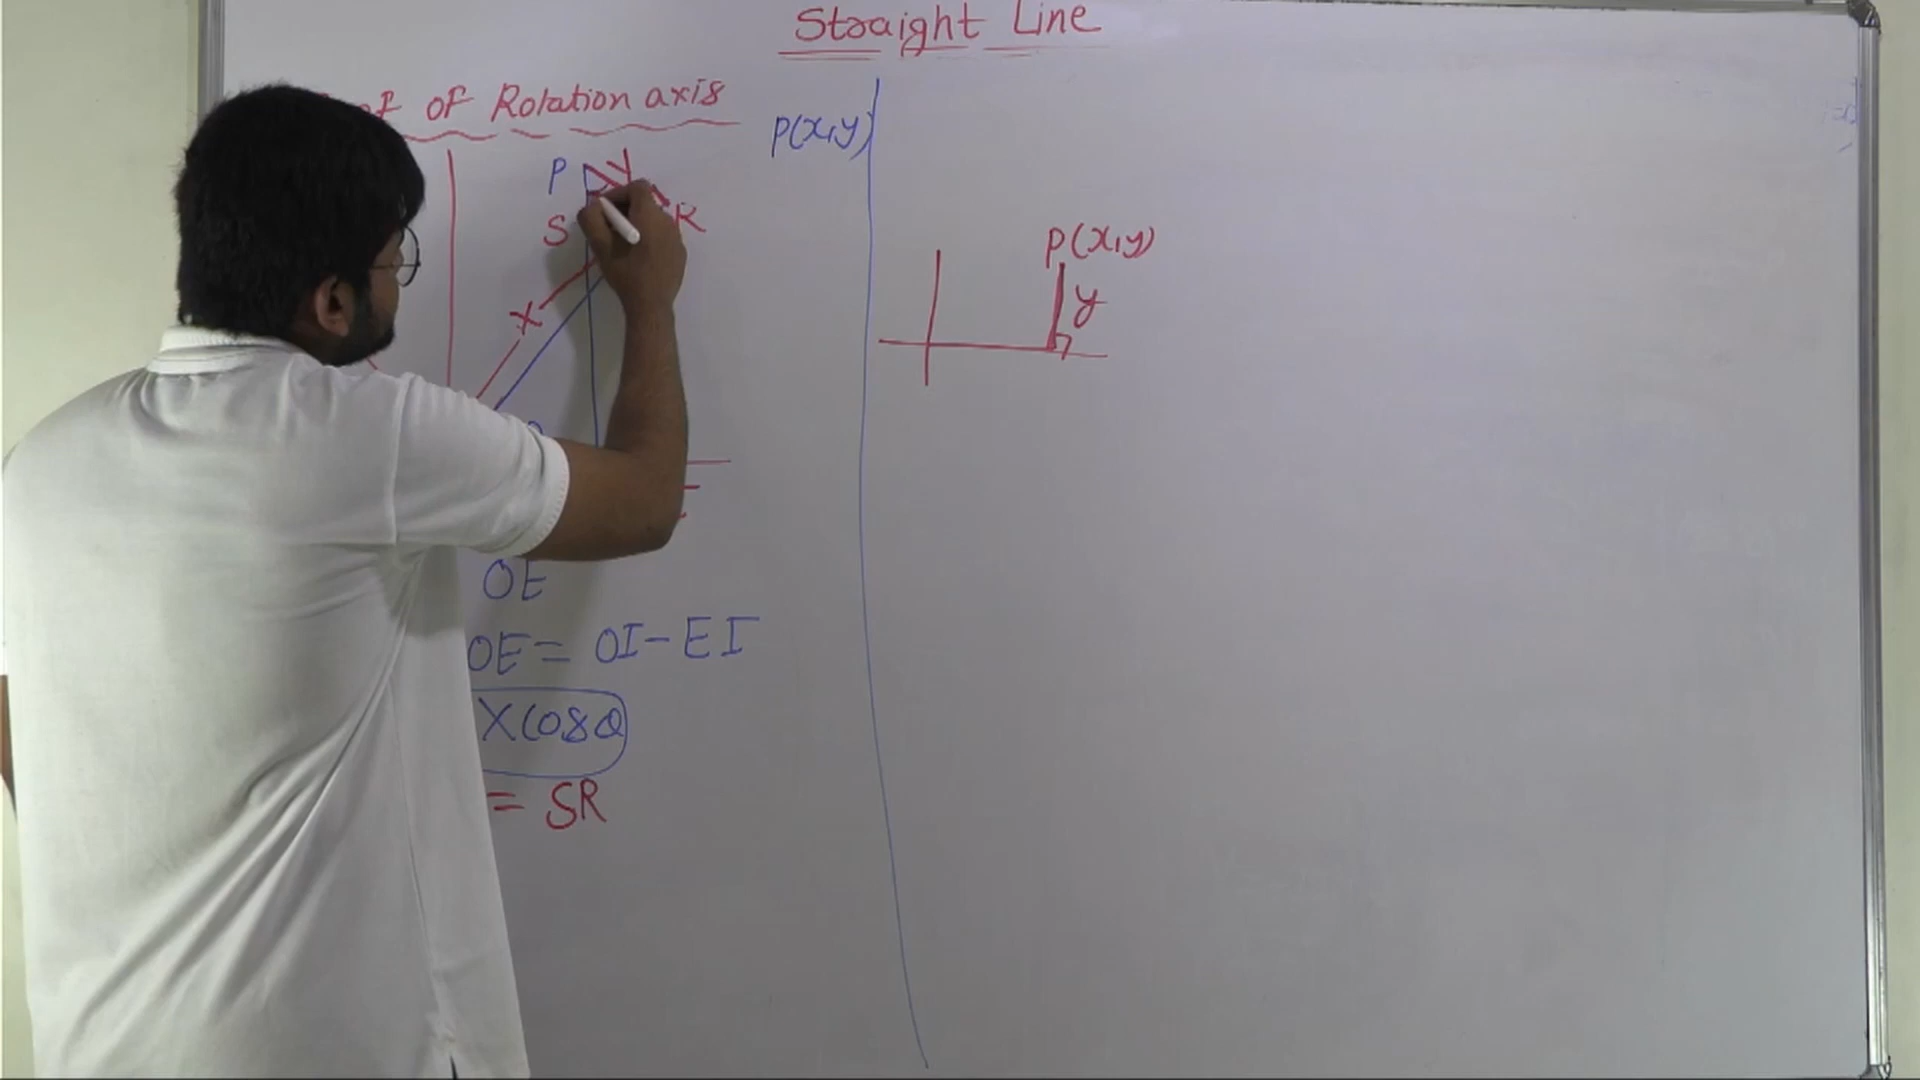 Straight Line
of Rotation axis
P(x,y)
P
Y
S
R
X
P(x,y)
y
OE
OE = OI - EI
X Cosθ
= SR